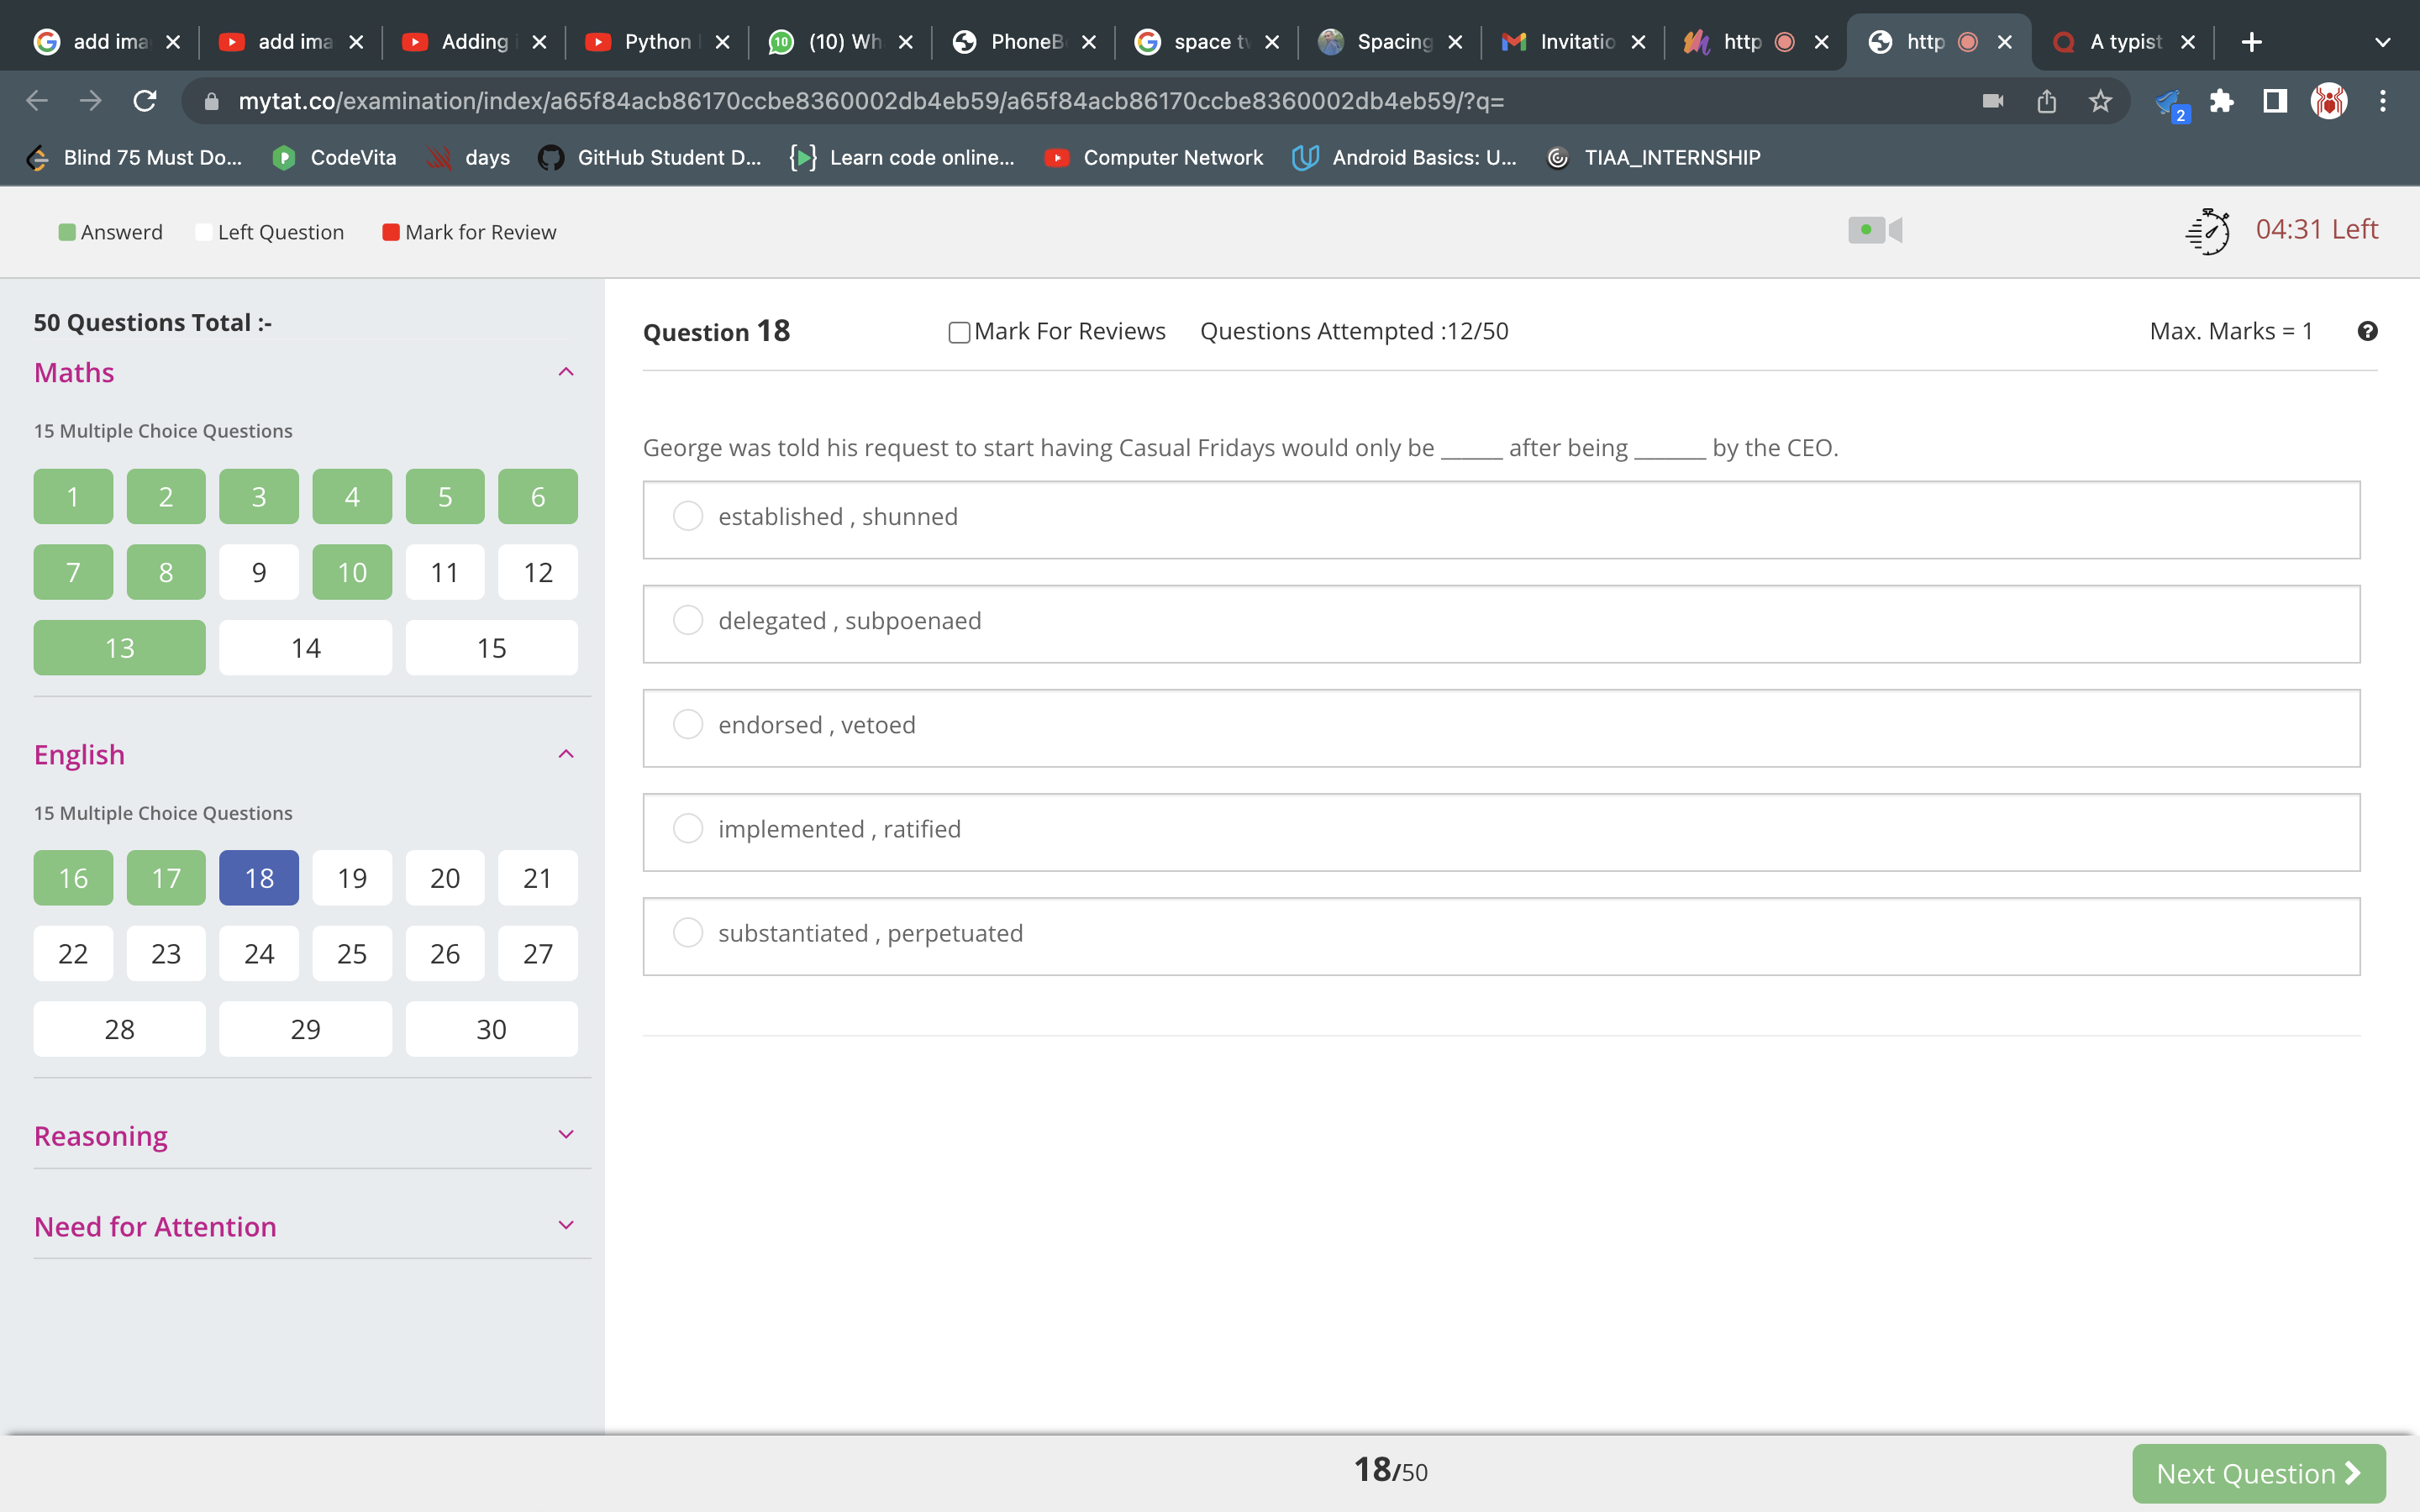 add ima
add ima
Adding
Python
(10) Wh
PhoneB
space tv
Spacing
Invitatio
http
http
A typist
mytat.co/examination/index/a65f84acb86170ccbe8360002db4eb59/a65f84acb86170ccbe8360002db4eb59/?q=
2
Blind 75 Must Do...
CodeVita
days
GitHub Student D...
Learn code online...
Computer Network
Android Basics: U...
TIAA_INTERNSHIP
Answerd
Left Question
Mark for Review
04:31 Left
50 Questions Total :-
Maths
15 Multiple Choice Questions
1 2 3 4 5 6
7 8 9 10 11 12
13 14 15
English
15 Multiple Choice Questions
16 17 18 19 20 21
22 23 24 25 26 27
28 29 30
Reasoning
Need for Attention
Question 18
Mark For Reviews
Questions Attempted :12/50
Max. Marks = 1
George was told his request to start having Casual Fridays would only be _____ after being ______ by the CEO.
established , shunned
delegated , subpoenaed
endorsed , vetoed
implemented , ratified
substantiated , perpetuated
18/50
Next Question